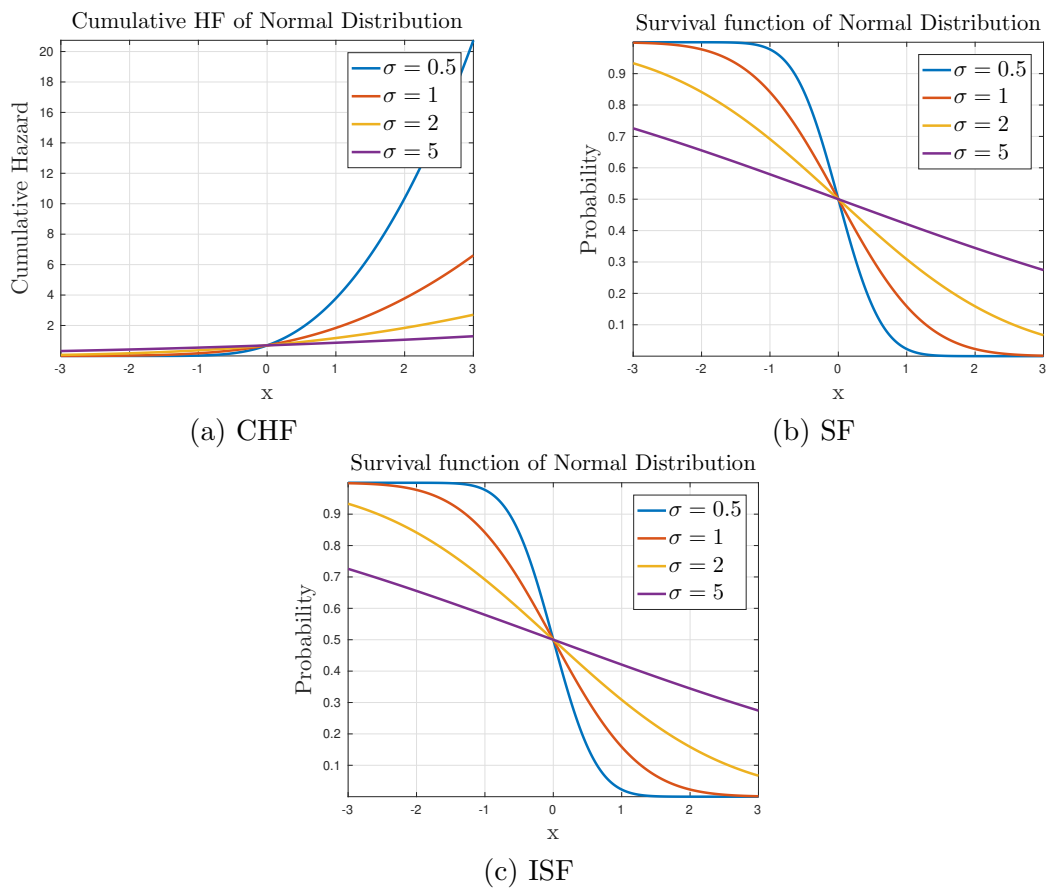 Cumulative HF of Normal Distribution
20
18
16
14
12
10
8
6
4
2
-3 -2 -1 0 1 2 3
Cumulative Hazard
x
σ = 0.5
σ = 1
σ = 2
σ = 5
(a) CHF
Survival function of Normal Distribution
0.9
0.8
0.7
0.6
0.5
0.4
0.3
0.2
0.1
-3 -2 -1 0 1 2 3
Probability
x
σ = 0.5
σ = 1
σ = 2
σ = 5
(b) SF
Survival function of Normal Distribution
0.9
0.8
0.7
0.6
0.5
0.4
0.3
0.2
0.1
-3 -2 -1 0 1 2 3
Probability
x
σ = 0.5
σ = 1
σ = 2
σ = 5
(c) ISF